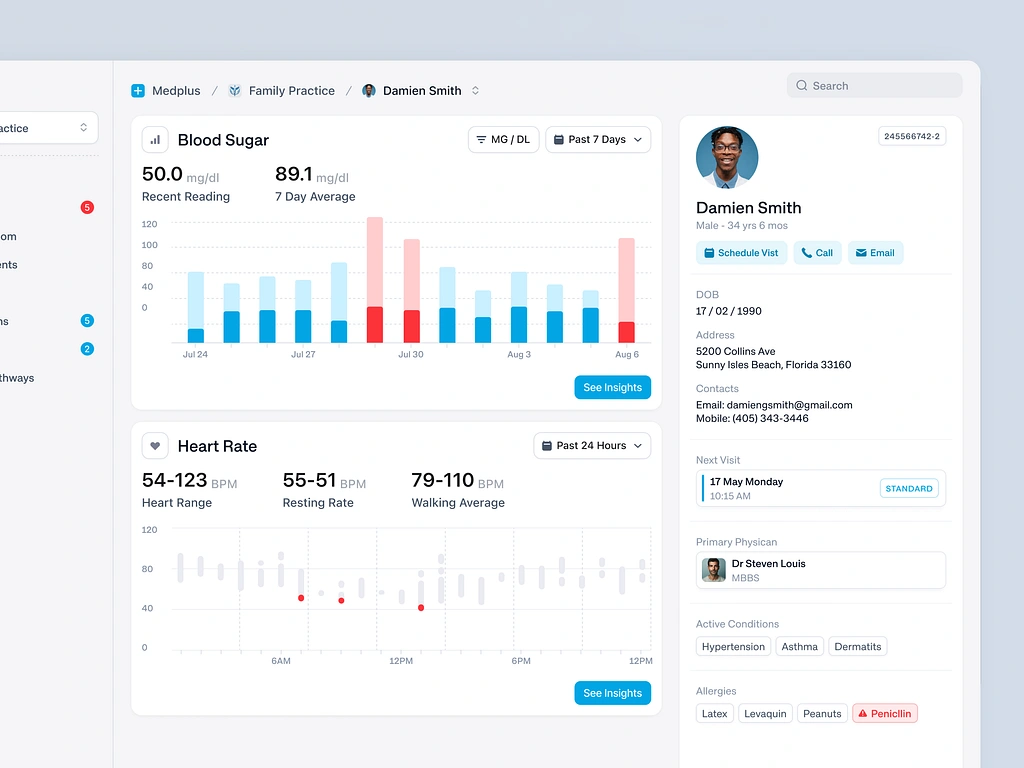 actice
5
om
ents
ns
5
2
thways
Medplus / Family Practice / Damien Smith
Search
Blood Sugar
MG / DL
Past 7 Days
50.0 mg/dl
Recent Reading
89.1 mg/dl
7 Day Average
120
100
80
40
0
Jul 24
Jul 27
Jul 30
Aug 3
Aug 6
See Insights
Heart Rate
Past 24 Hours
54-123 BPM
Heart Range
55-51 BPM
Resting Rate
79-110 BPM
Walking Average
120
80
40
0
6AM
12PM
6PM
12PM
See Insights
245566742-2
Damien Smith
Male - 34 yrs 6 mos
Schedule Vist
Call
Email
DOB
17 / 02 / 1990
Address
5200 Collins Ave
Sunny Isles Beach, Florida 33160
Contacts
Email: damiengsmith@gmail.com
Mobile: (405) 343-3446
Next Visit
17 May Monday
10:15 AM
STANDARD
Primary Physican
Dr Steven Louis
MBBS
Active Conditions
Hypertension
Asthma
Dermatits
Allergies
Latex
Levaquin
Peanuts
Penicllin